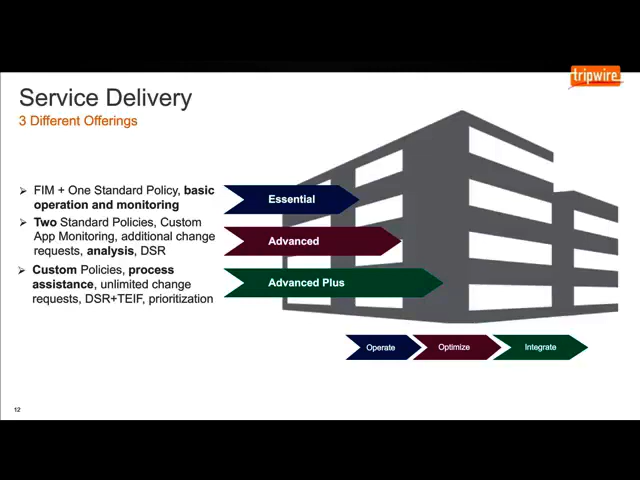 tripwire
Service Delivery
3 Different Offerings
➢ FIM + One Standard Policy, basic
operation and monitoring
➢ Two Standard Policies, Custom
App Monitoring, additional change
requests, analysis, DSR
➢ Custom Policies, process
assistance, unlimited change
requests, DSR+TEIF, prioritization
Essential
Advanced
Advanced Plus
Operate
Optimize
Integrate
12